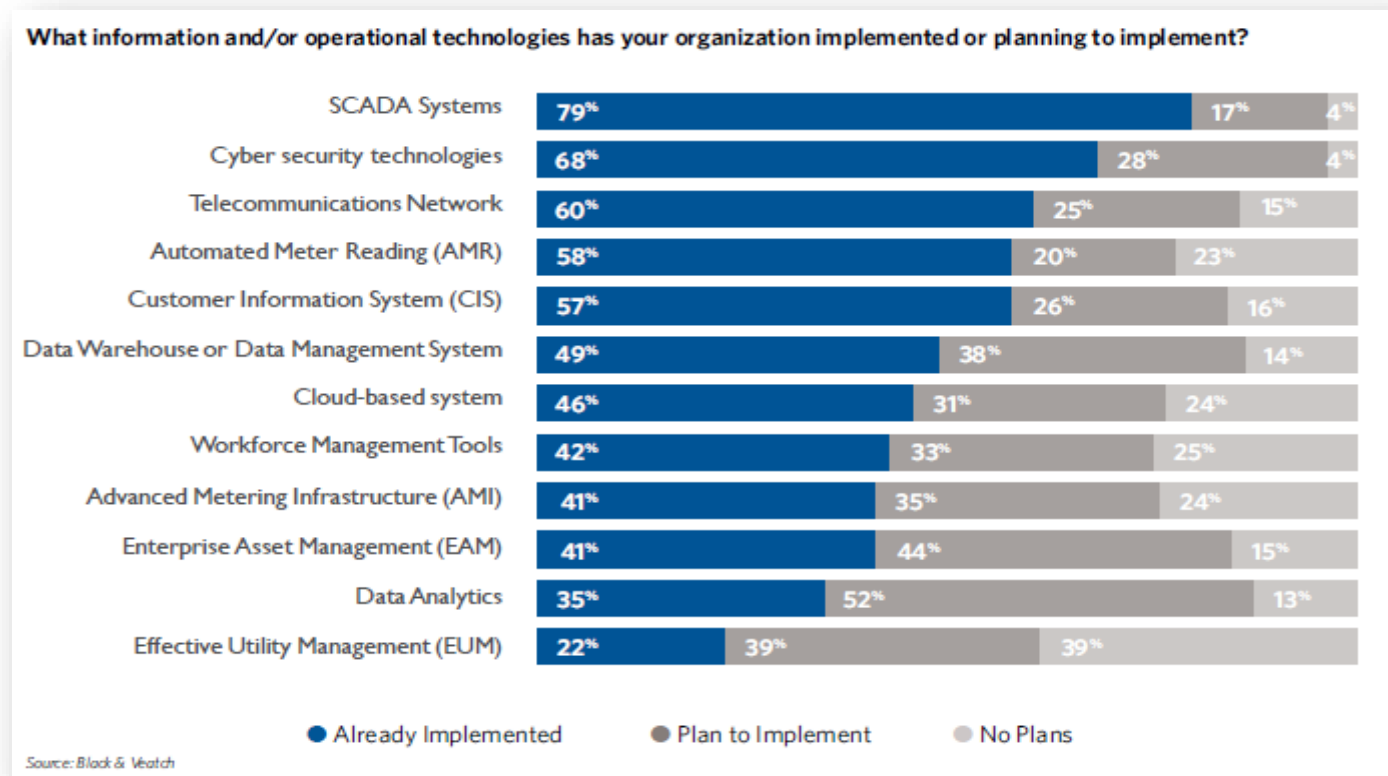 What information and/or operational technologies has your organization implemented or planning to implement?
SCADA Systems 79% 17% 4%
Cyber security technologies 68% 28% 4%
Telecommunications Network 60% 25% 15%
Automated Meter Reading (AMR) 58% 20% 23%
Customer Information System (CIS) 57% 26% 16%
Data Warehouse or Data Management System 49% 38% 14%
Cloud-based system 46% 31% 24%
Workforce Management Tools 42% 33% 25%
Advanced Metering Infrastructure (AMI) 41% 35% 24%
Enterprise Asset Management (EAM) 41% 44% 15%
Data Analytics 35% 52% 13%
Effective Utility Management (EUM) 22% 39% 39%
Already Implemented Plan to Implement No Plans
Source: Black & Veatch